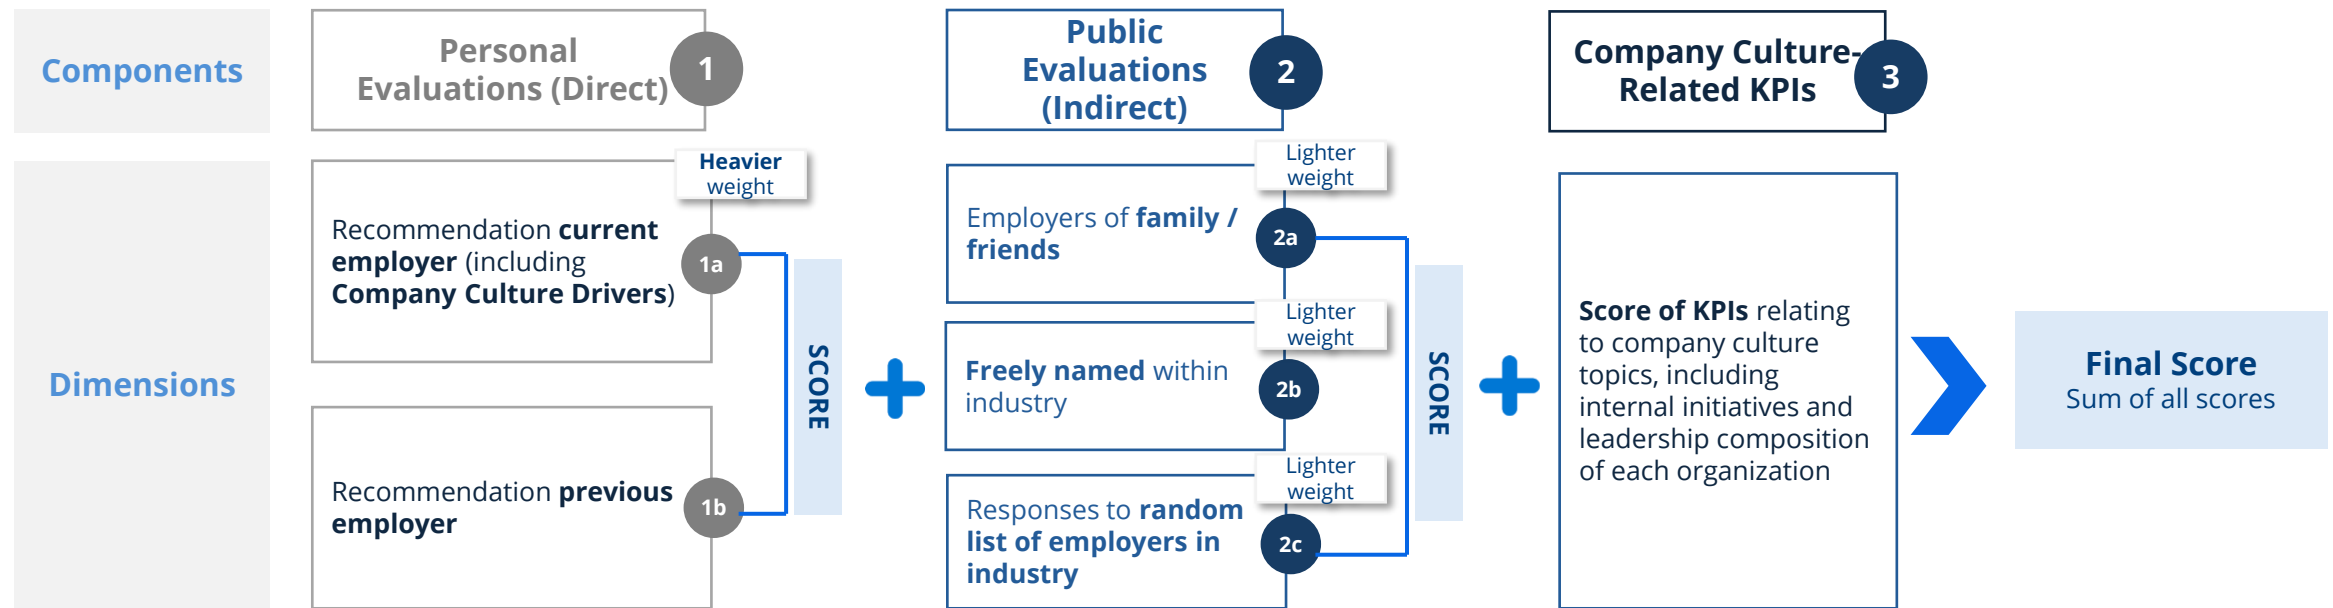 Components
Personal
Evaluations (Direct)
1
Public
Evaluations
(Indirect)
2
Company Culture-
Related KPIs
3
Dimensions
Heavier
weight
Recommendation current
employer (including
Company Culture Drivers)
1a
Recommendation previous
employer
1b
SCORE
Lighter
weight
Employers of family /
friends
2a
Lighter
weight
Freely named within
industry
2b
Lighter
weight
Responses to random
list of employers in
industry
2c
SCORE
Score of KPIs relating
to company culture
topics, including
internal initiatives and
leadership composition
of each organization
Final Score
Sum of all scores